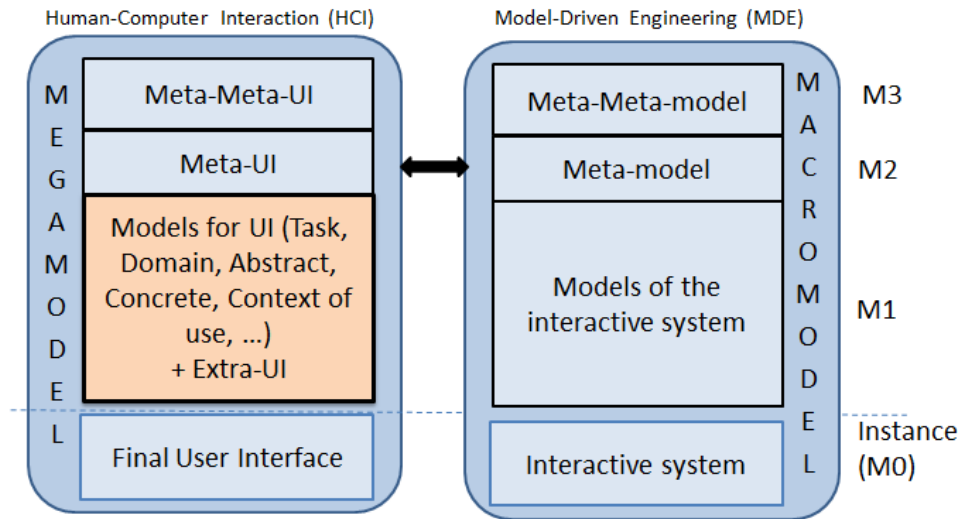 Human-Computer Interaction (HCI)
Model-Driven Engineering (MDE)
MEGAMODEL
Meta-Meta-UI
Meta-UI
Models for UI (Task,
Domain, Abstract,
Concrete, Context of
use, ...)
+ Extra-UI
Final User Interface
Meta-Meta-model
Meta-model
Models of the
interactive system
Interactive system
MACROMODEL
M3
M2
M1
Instance
(M0)